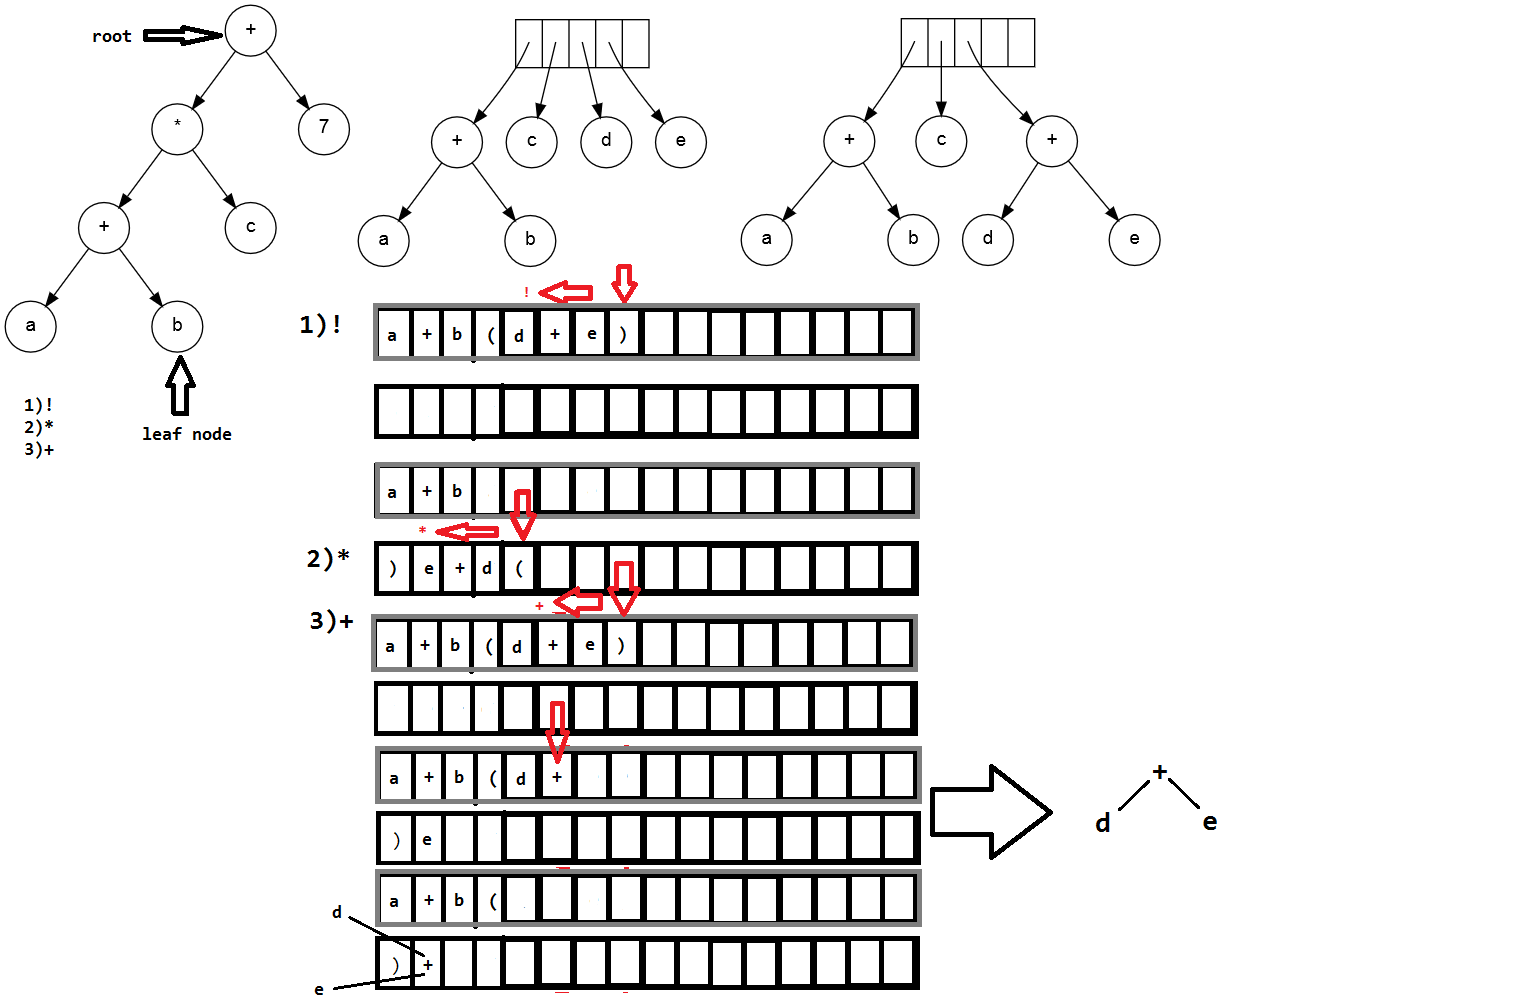 root
+
* 7
+ c
a b
1)!
2)*
3)+
leaf node
+ c d e
a b
+ c +
a b d e
!
1)! a + b ( d + e )
a + b
*
2)* ) e + d (
+
3)+ a + b ( d + e )
a + b ( d +
) e
+
d e
a + b (
d
) +
e